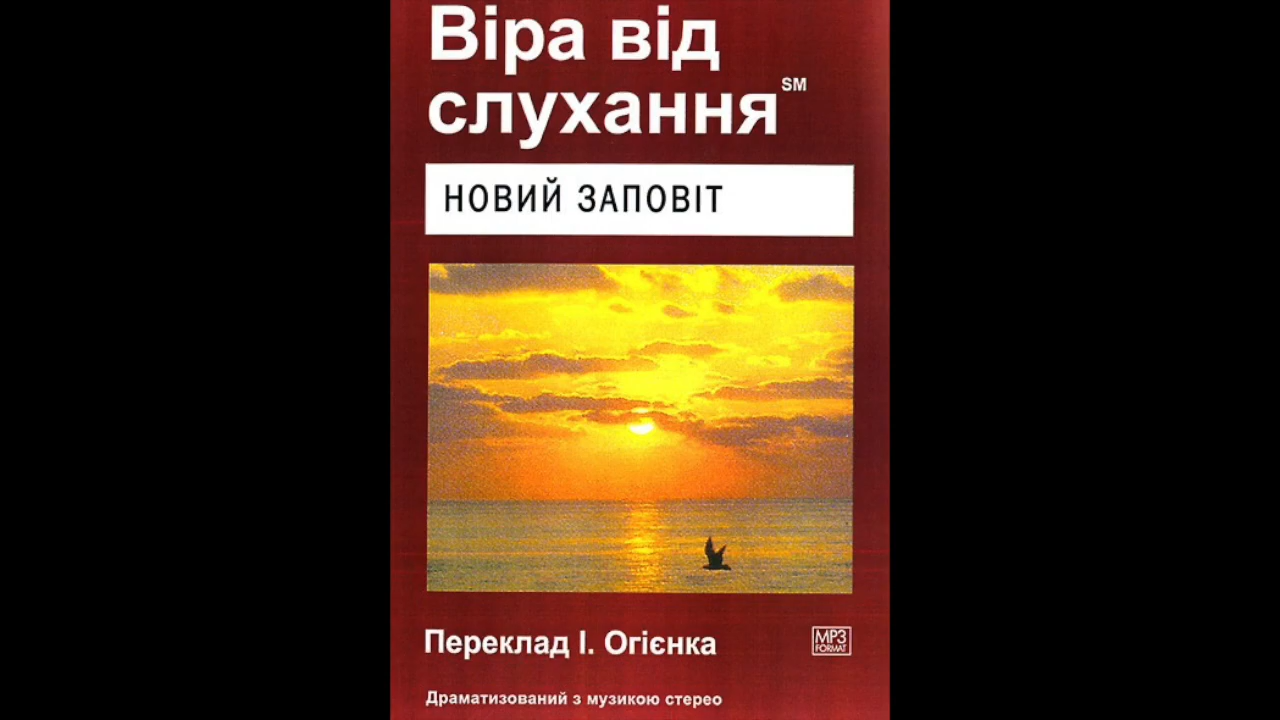 Віра від
слухання SM
НОВИЙ ЗАПОВІТ
Переклад І. Огієнка
MP3
FORMAT
Драматизований з музикою стерео